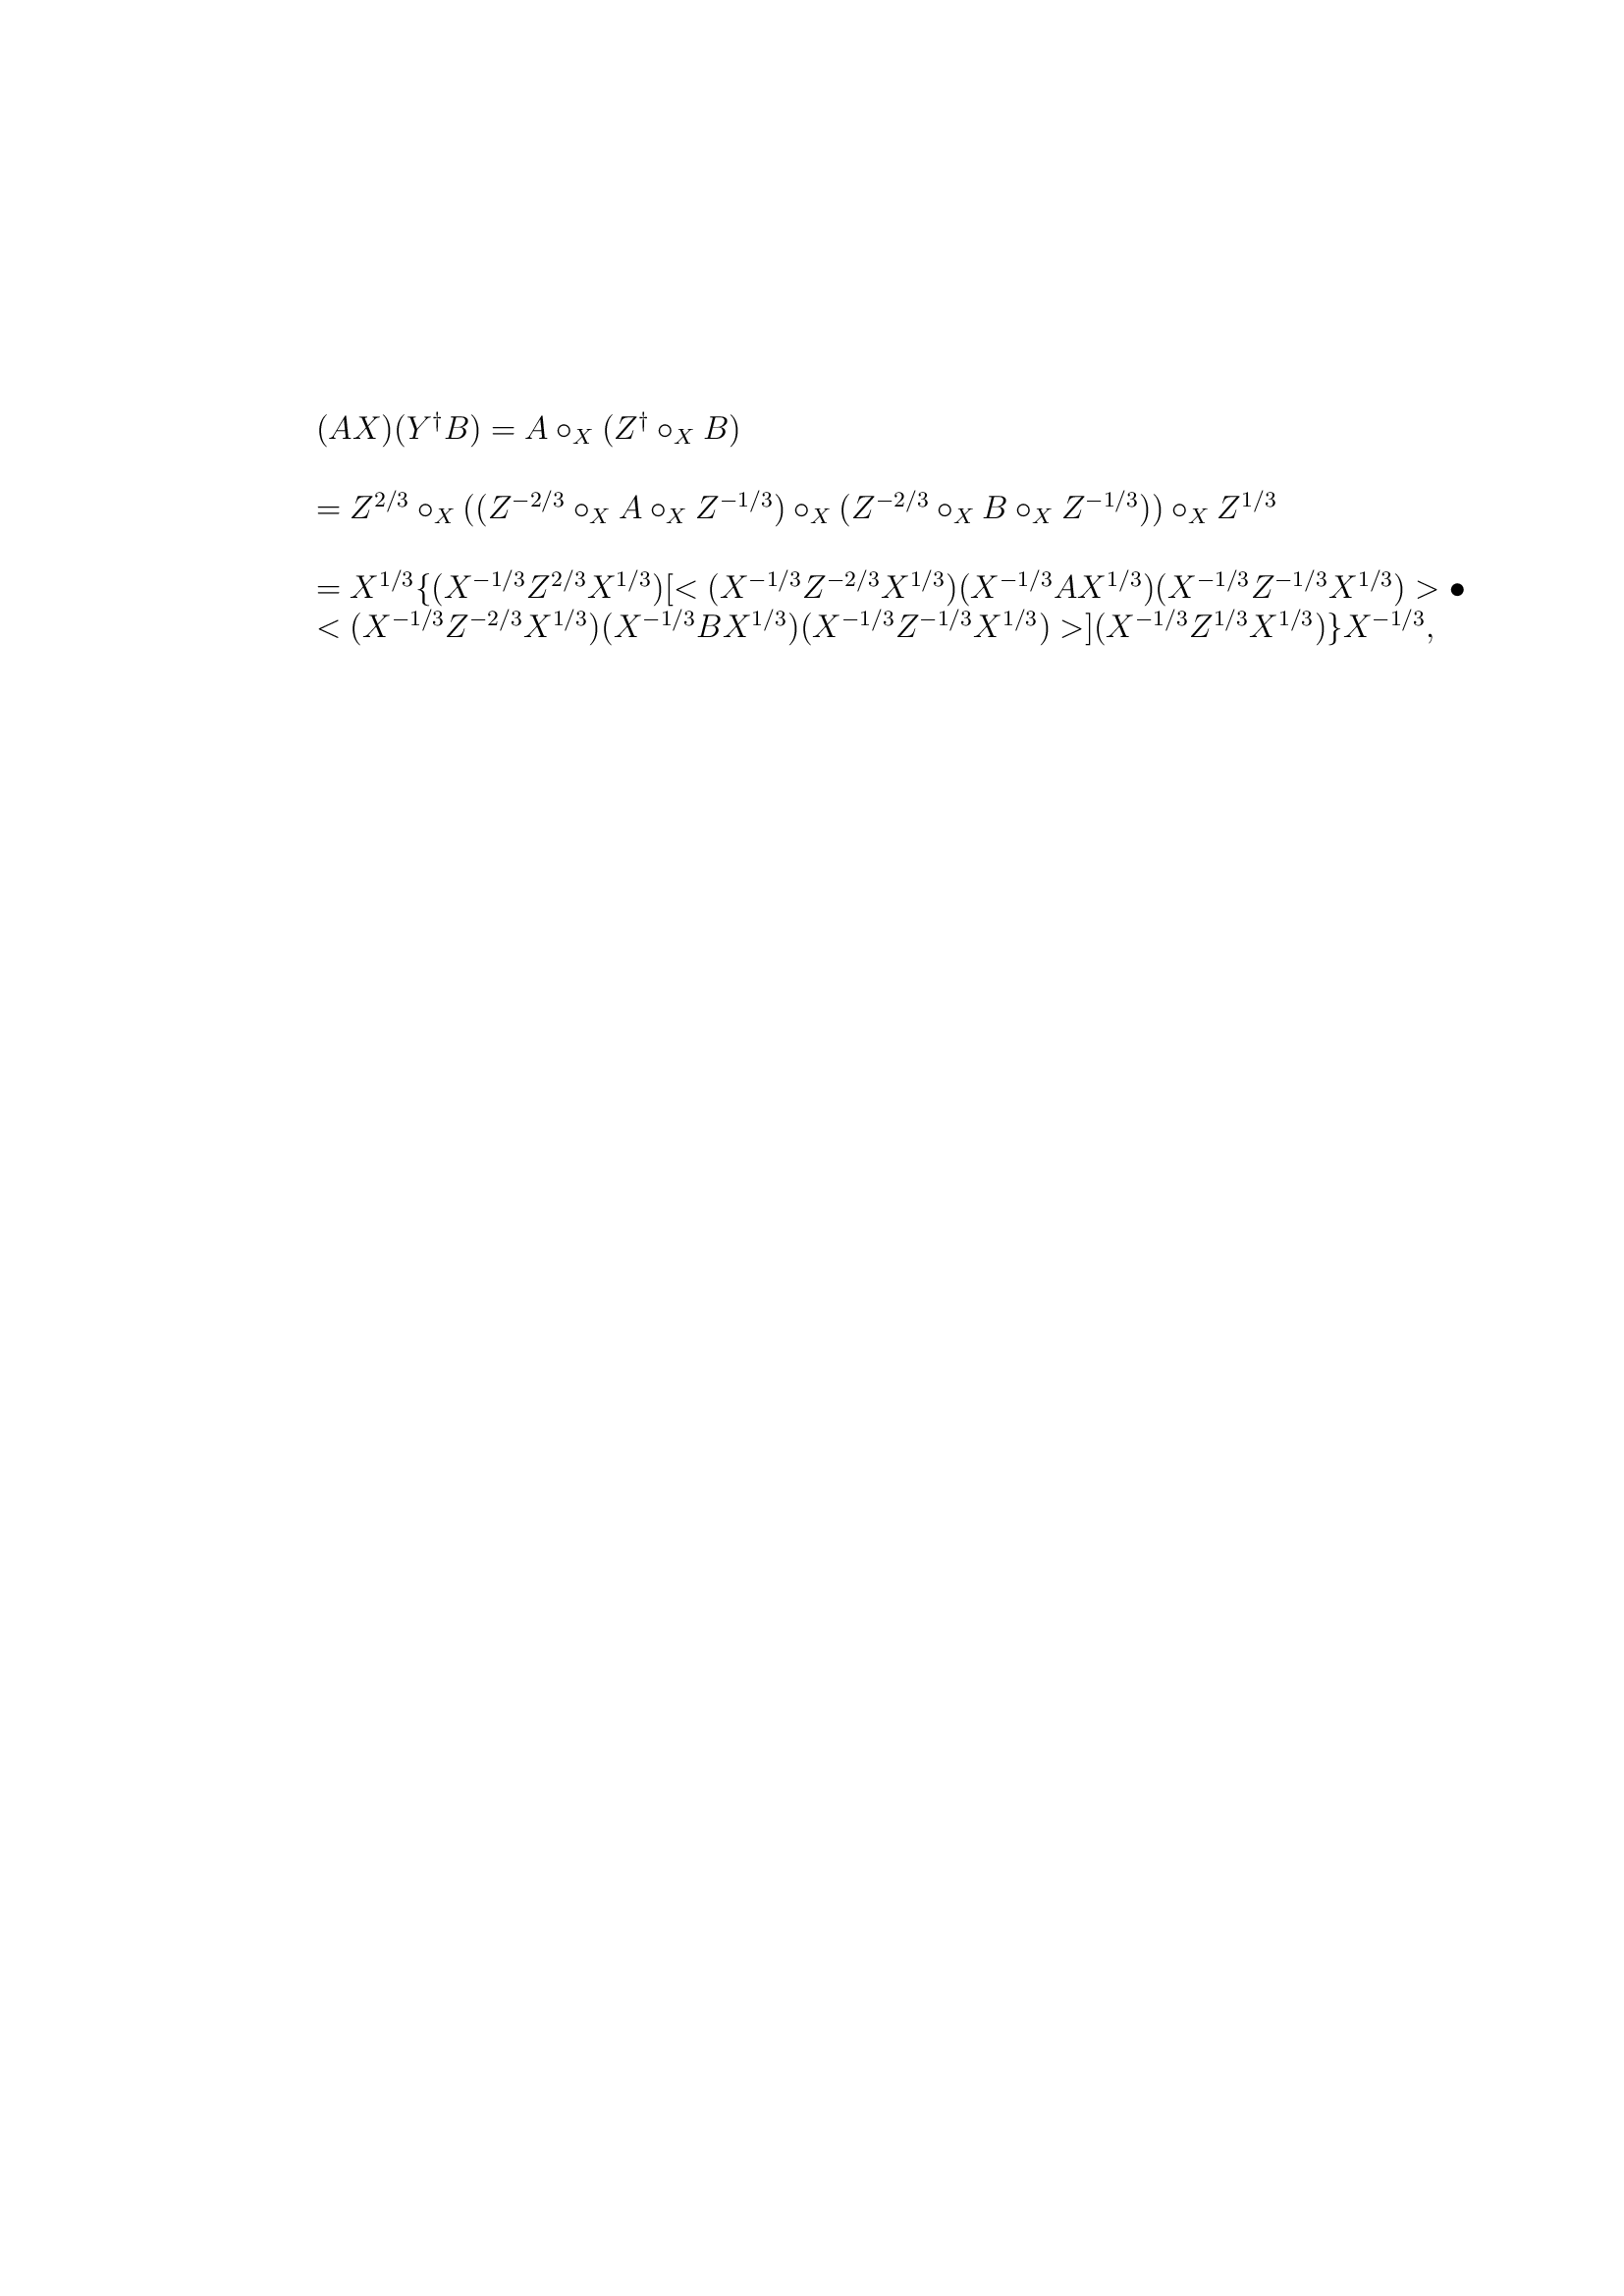 $(AX)(Y^{\dagger}B) = A \circ_X (Z^{\dagger} \circ_X B)$
$= Z^{2/3} \circ_X ((Z^{-2/3} \circ_X A \circ_X Z^{-1/3}) \circ_X (Z^{-2/3} \circ_X B \circ_X Z^{-1/3})) \circ_X Z^{1/3}$
$= X^{1/3}\{(X^{-1/3}Z^{2/3}X^{1/3})[<(X^{-1/3}Z^{-2/3}X^{1/3})(X^{-1/3}AX^{1/3})(X^{-1/3}Z^{-1/3}X^{1/3})> \bullet$
$<(X^{-1/3}Z^{-2/3}X^{1/3})(X^{-1/3}BX^{1/3})(X^{-1/3}Z^{-1/3}X^{1/3})>](X^{-1/3}Z^{1/3}X^{1/3})\}X^{-1/3},$